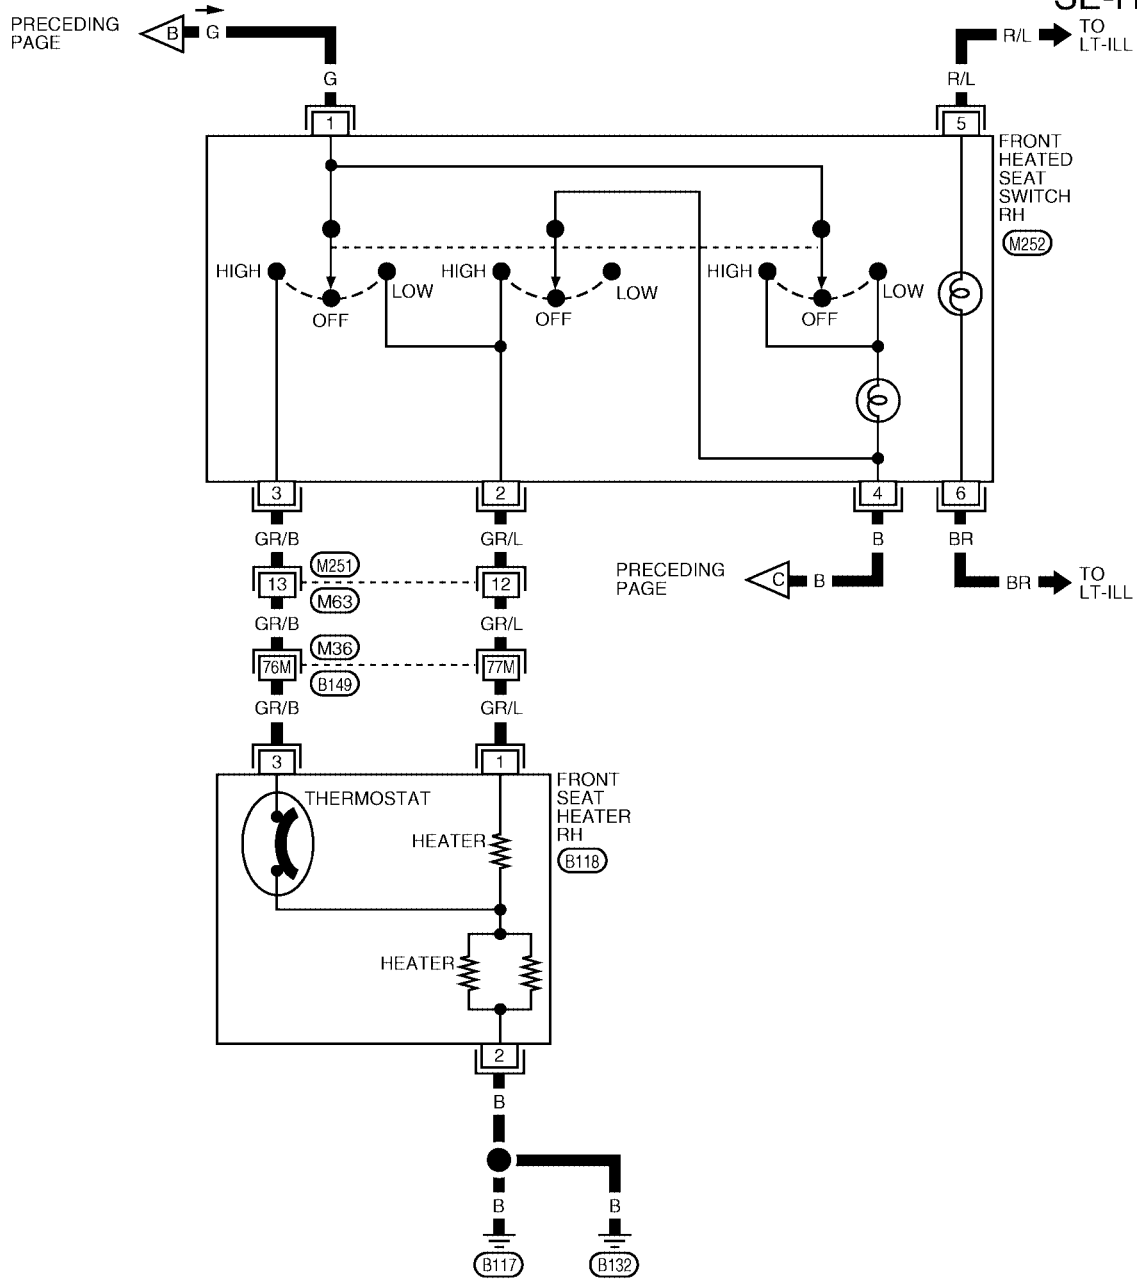 PRECEDING
PAGE
B
G
G
1
R/L
TO
LT-ILL
R/L
5
FRONT
HEATED
SEAT
SWITCH
RH
M252
HIGH
LOW
OFF
HIGH
LOW
OFF
HIGH
LOW
OFF
3
2
4
6
GR/B
GR/L
B
BR
M251
13
12
M63
PRECEDING
PAGE
C
B
BR
TO
LT-ILL
GR/B
GR/L
M36
76M
77M
B149
GR/B
GR/L
3
1
THERMOSTAT
HEATER
FRONT
SEAT
HEATER
RH
B118
HEATER
2
B
B
B
B117
B132